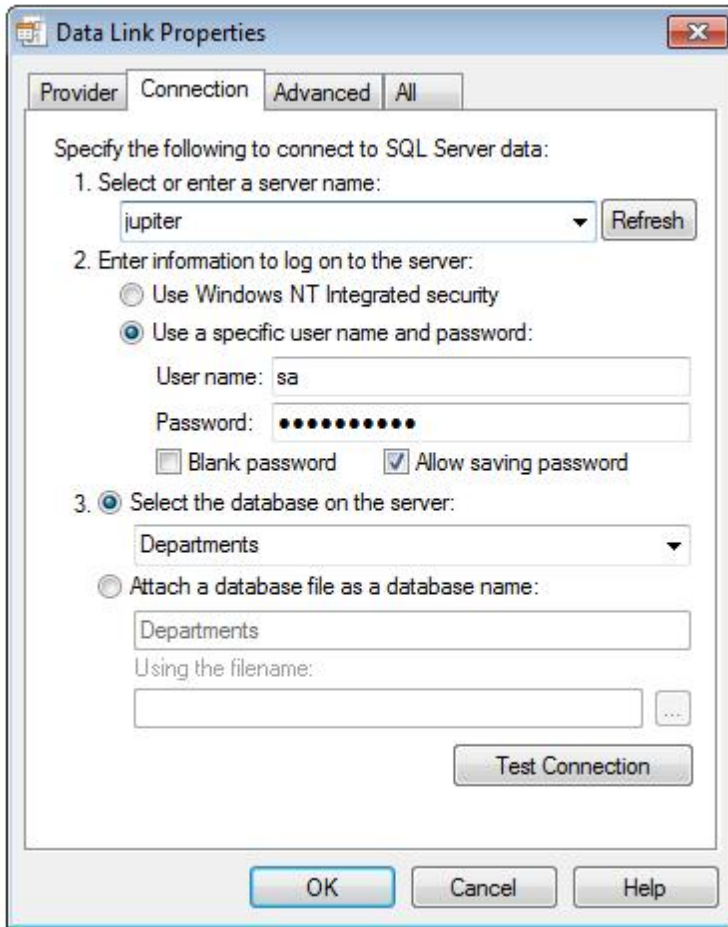 Data Link Properties
Provider Connection Advanced All
Specify the following to connect to SQL Server data:
1. Select or enter a server name:
jupiter Refresh
2. Enter information to log on to the server:
Use Windows NT Integrated security
Use a specific user name and password:
User name: sa
Password: ●●●●●●●●●●
Blank password Allow saving password
3. Select the database on the server:
Departments
Attach a database file as a database name:
Departments
Using the filename:
...
Test Connection
OK Cancel Help